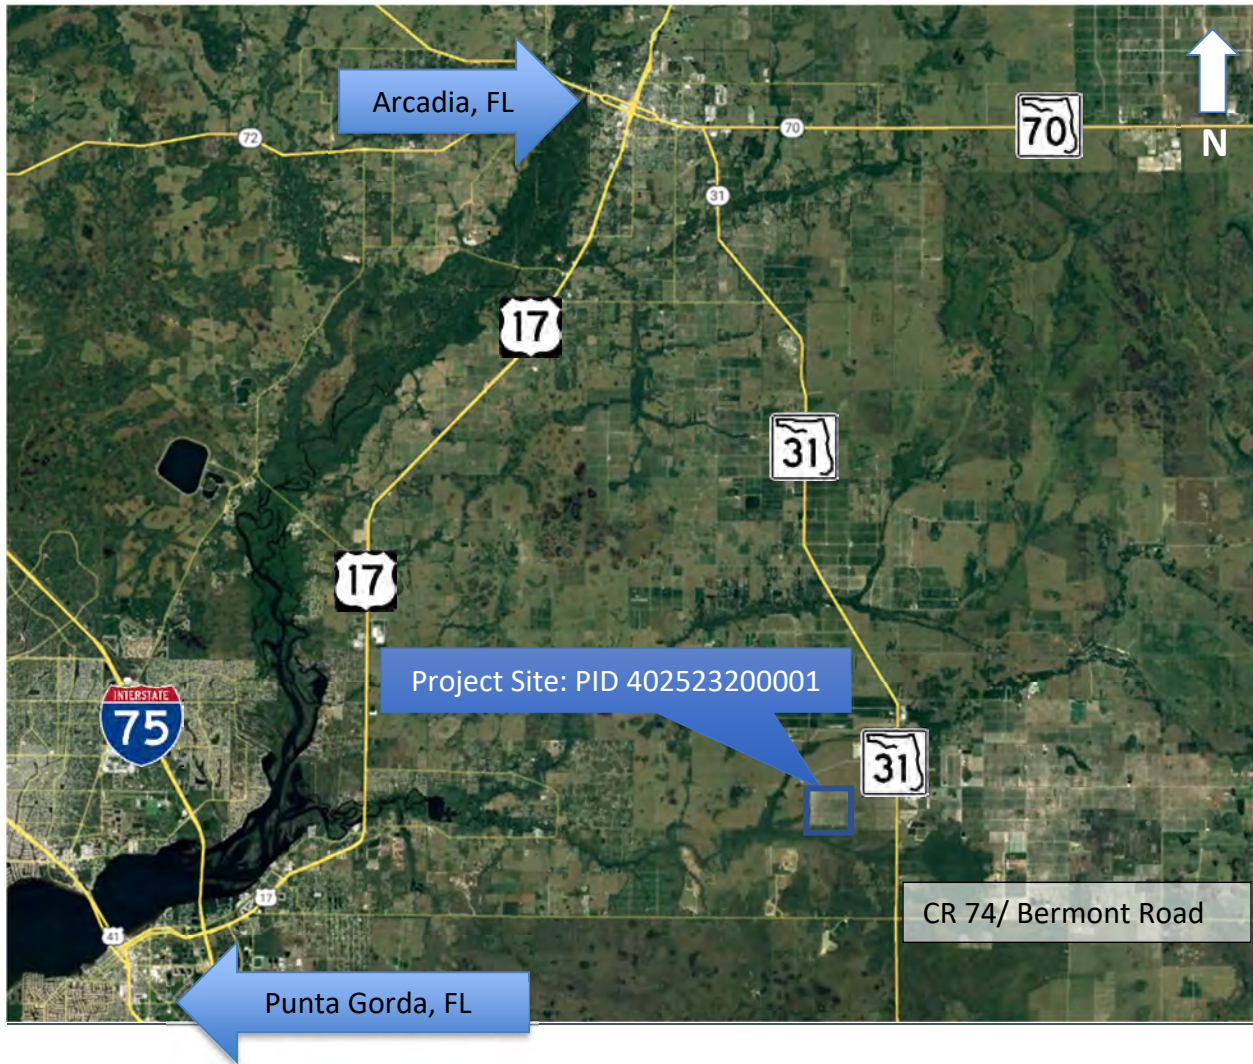 Arcadia, FL
72
70
70
N
31
17
31
17
Project Site: PID 402523200001
INTERSTATE
75
31
17
CR 74/ Bermont Road
41
Punta Gorda, FL